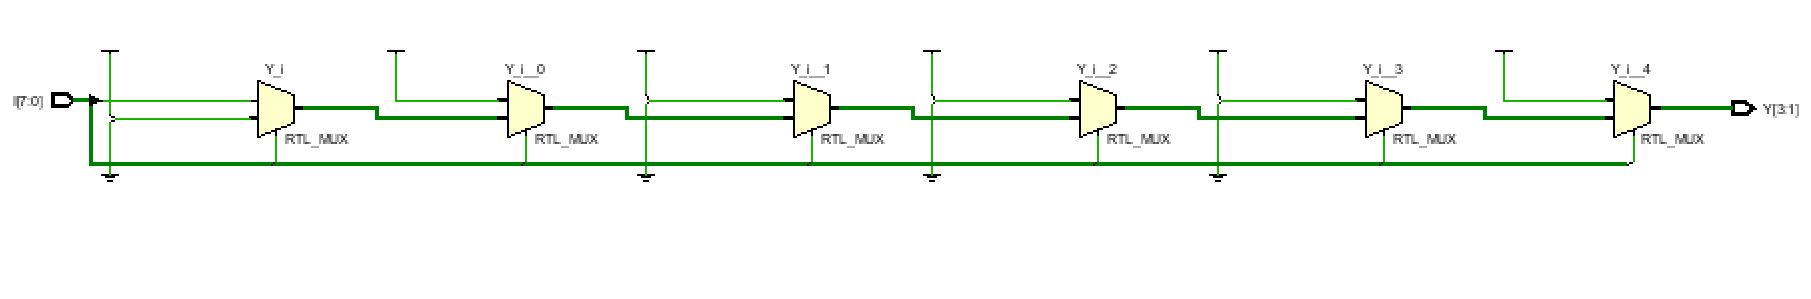 I[7:0]
Y_i
RTL_MUX
Y_i__0
RTL_MUX
Y_i__1
RTL_MUX
Y_i__2
RTL_MUX
Y_i__3
RTL_MUX
Y_i__4
RTL_MUX
Y[3:1]